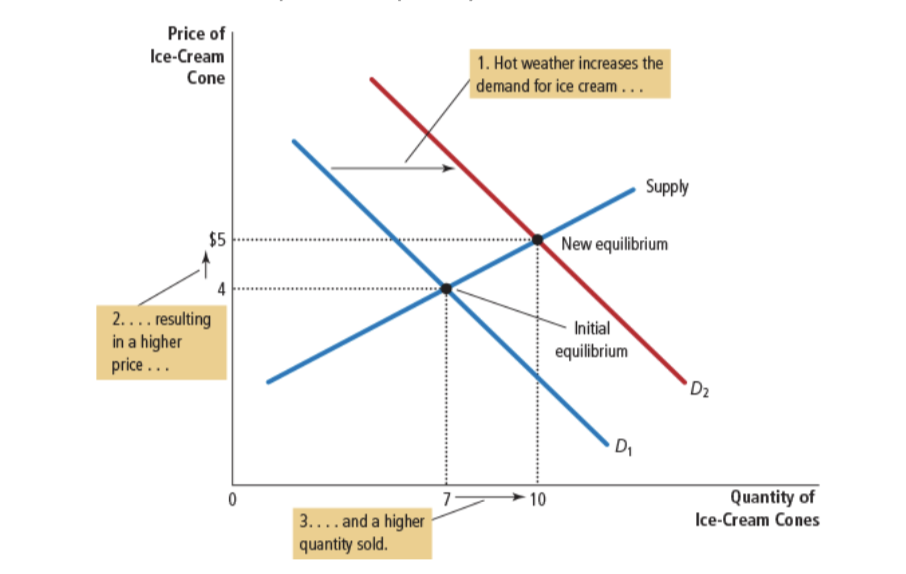 Price of
Ice-Cream
Cone
1. Hot weather increases the
demand for ice cream . . .
Supply
$5
New equilibrium
4
2. . . . resulting
in a higher
price . . .
Initial
equilibrium
D2
D1
0
7
10
Quantity of
Ice-Cream Cones
3. . . . and a higher
quantity sold.